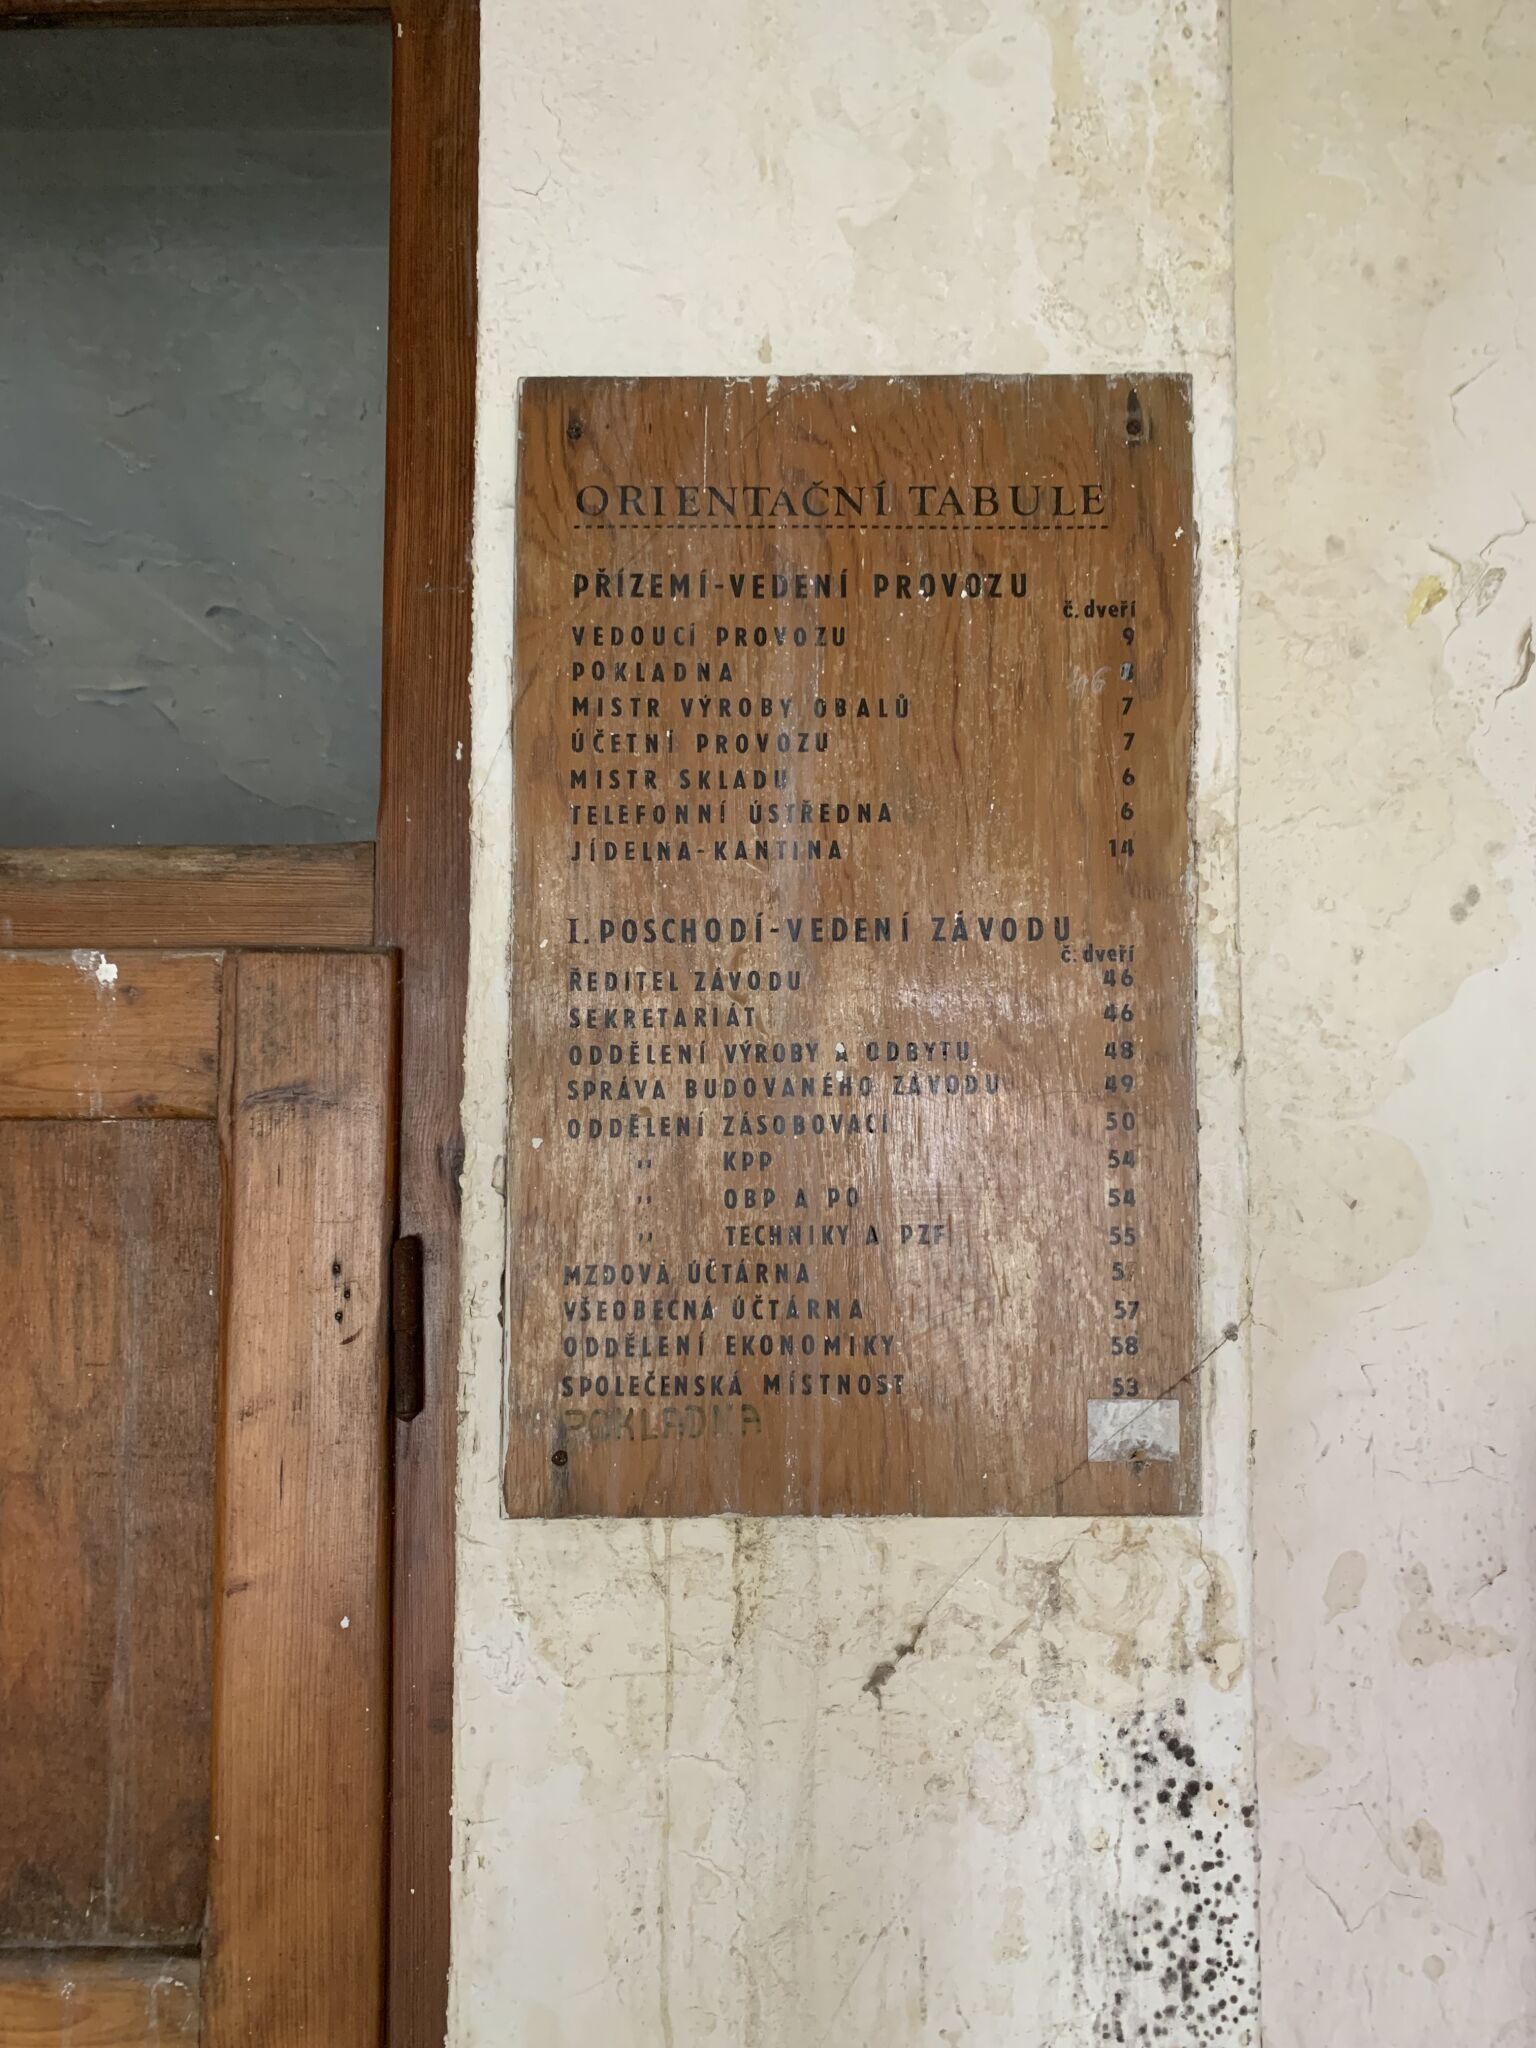 ORIENTAČNÍ TABULE
PŘÍZEMÍ-VEDENÍ PROVOZU
č. dveří
VEDOUCÍ PROVOZU 9
POKLADNA
MISTR VÝROBY OBALŮ 7
ÚČETNÍ PROVOZU 7
MISTR SKLADU 6
TELEFONNÍ ÚSTŘEDNA 6
JÍDELNA-KANTINA 14
I. POSCHODÍ-VEDENÍ ZÁVODU
č. dveří
ŘEDITEL ZÁVODU 46
SEKRETARIÁT 46
ODDĚLENÍ VÝROBY A ODBYTU 48
SPRÁVA BUDOVANÉHO ZÁVODU 49
ODDĚLENÍ ZÁSOBOVACÍ 50
" KPP 54
" OBP A PO 54
" TECHNIKY A PZF 55
MZDOVÁ ÚČTÁRNA
VŠEOBECNÁ ÚČTÁRNA 57
ODDĚLENÍ EKONOMIKY 58
SPOLEČENSKÁ MÍSTNOST 53
POKLADNA